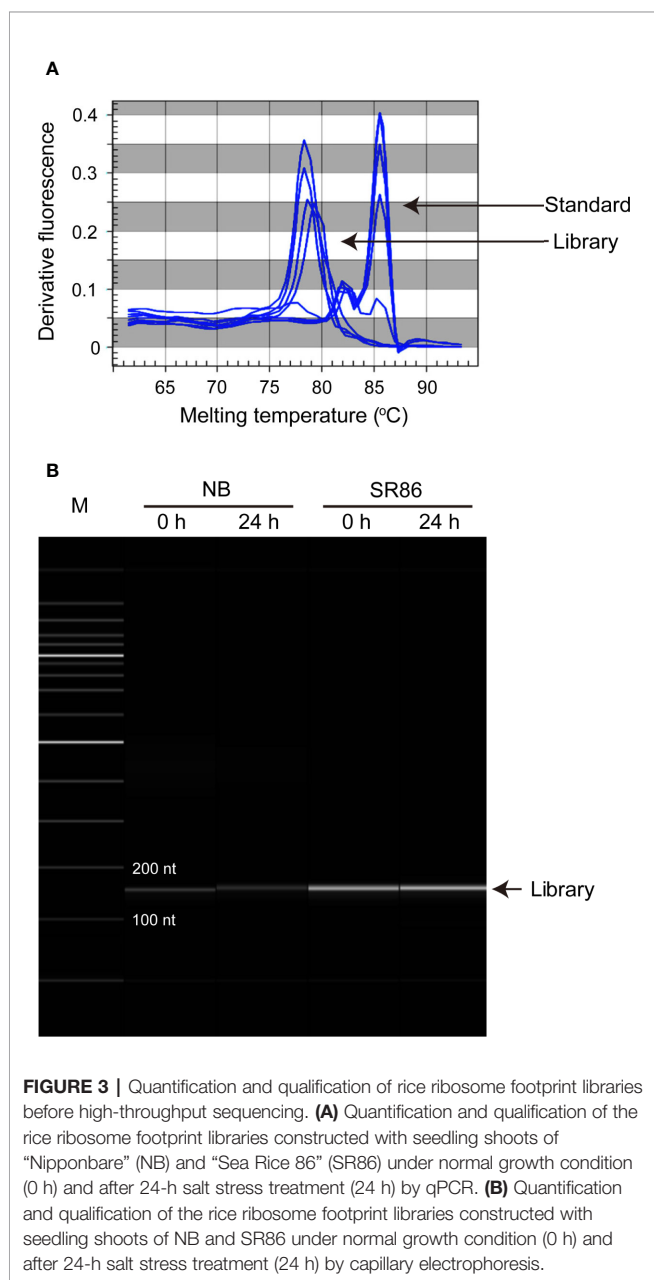 A
Derivative fluorescence
0.4
0.3
0.2
0.1
0
Standard
Library
65 70 75 80 85 90
Melting temperature (ºC)
B
M
NB SR86
0 h 24 h 0 h 24 h
200 nt
Library
100 nt
FIGURE 3 | Quantification and qualification of rice ribosome footprint libraries
before high-throughput sequencing. (A) Quantification and qualification of the
rice ribosome footprint libraries constructed with seedling shoots of
“Nipponbare” (NB) and “Sea Rice 86” (SR86) under normal growth condition
(0 h) and after 24-h salt stress treatment (24 h) by qPCR. (B) Quantification
and qualification of the rice ribosome footprint libraries constructed with
seedling shoots of NB and SR86 under normal growth condition (0 h) and
after 24-h salt stress treatment (24 h) by capillary electrophoresis.